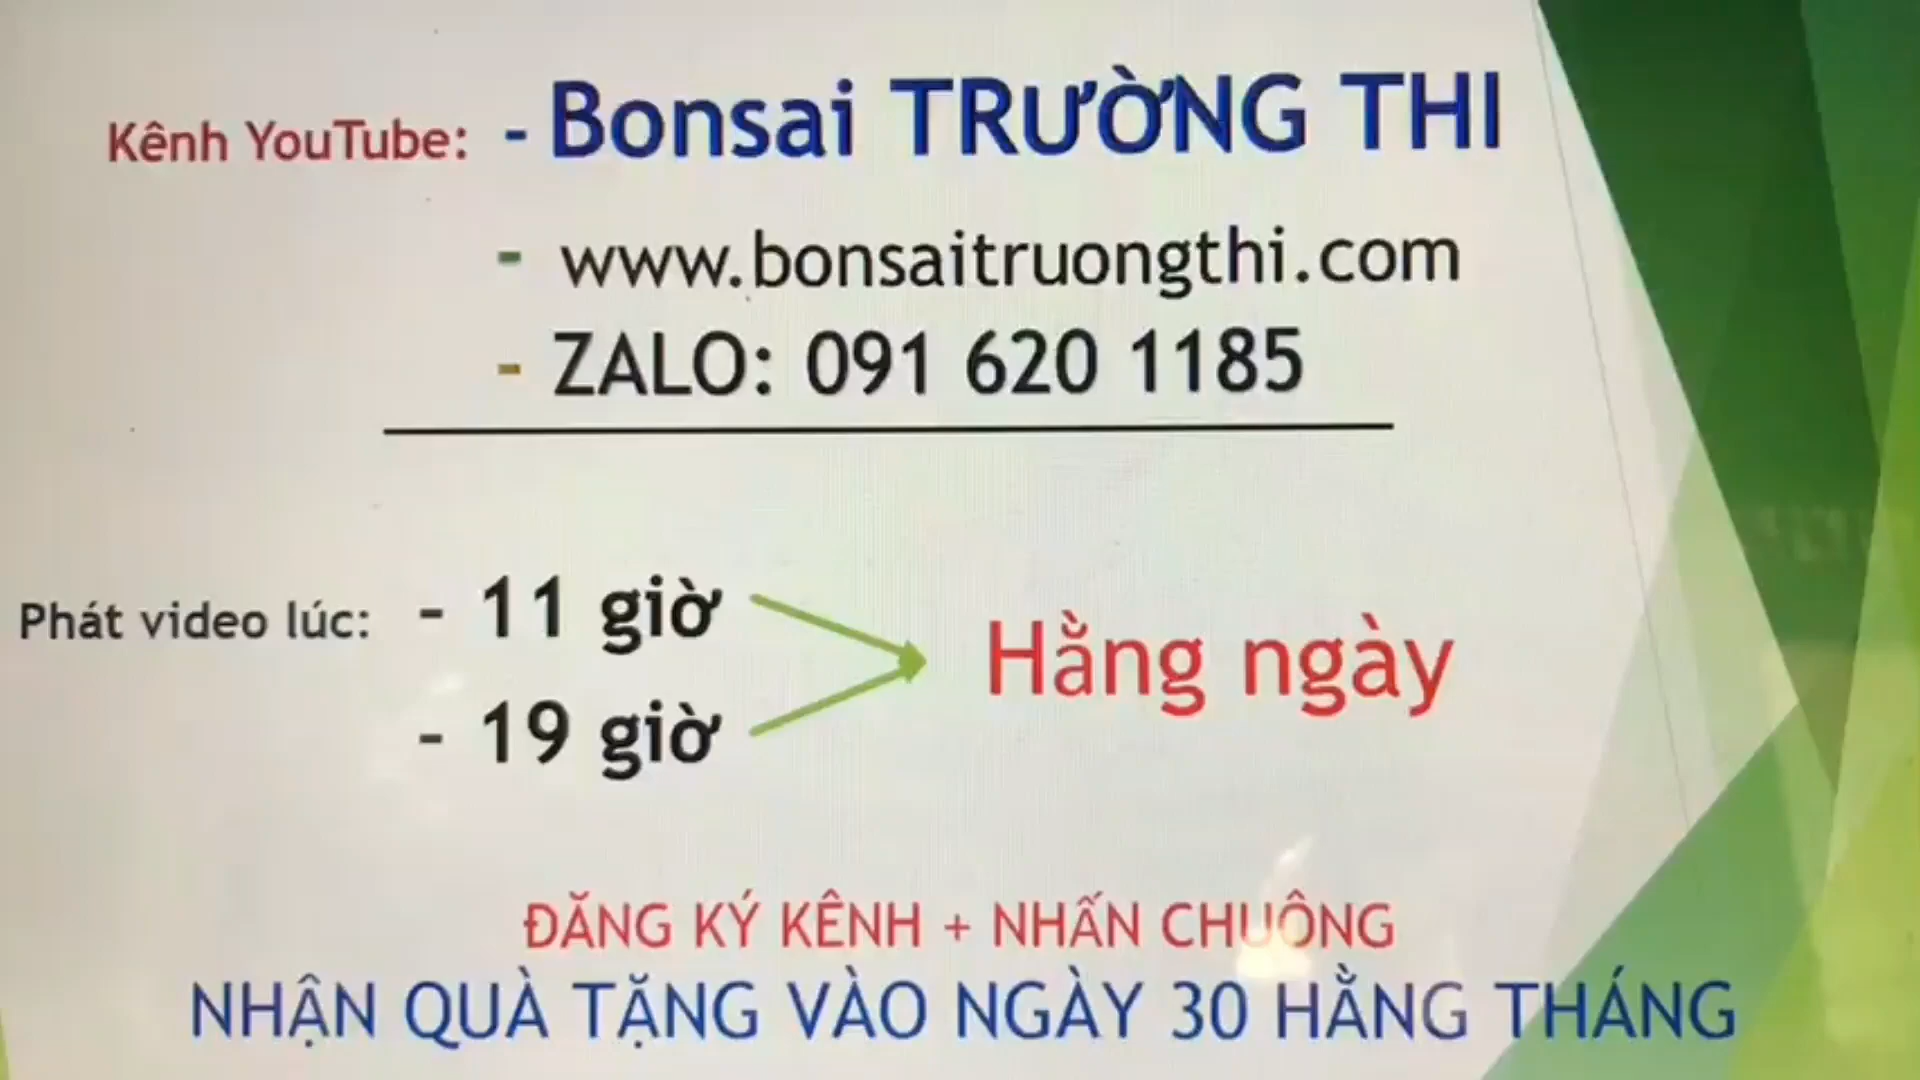 Kênh YouTube: - Bonsai TRƯỜNG THI
- www.bonsaitruongthi.com
- ZALO: 091 620 1185
Phát video lúc: - 11 giờ
- 19 giờ
Hằng ngày
ĐĂNG KÝ KÊNH + NHẤN CHUÔNG
NHẬN QUÀ TẶNG VÀO NGÀY 30 HẰNG THÁNG